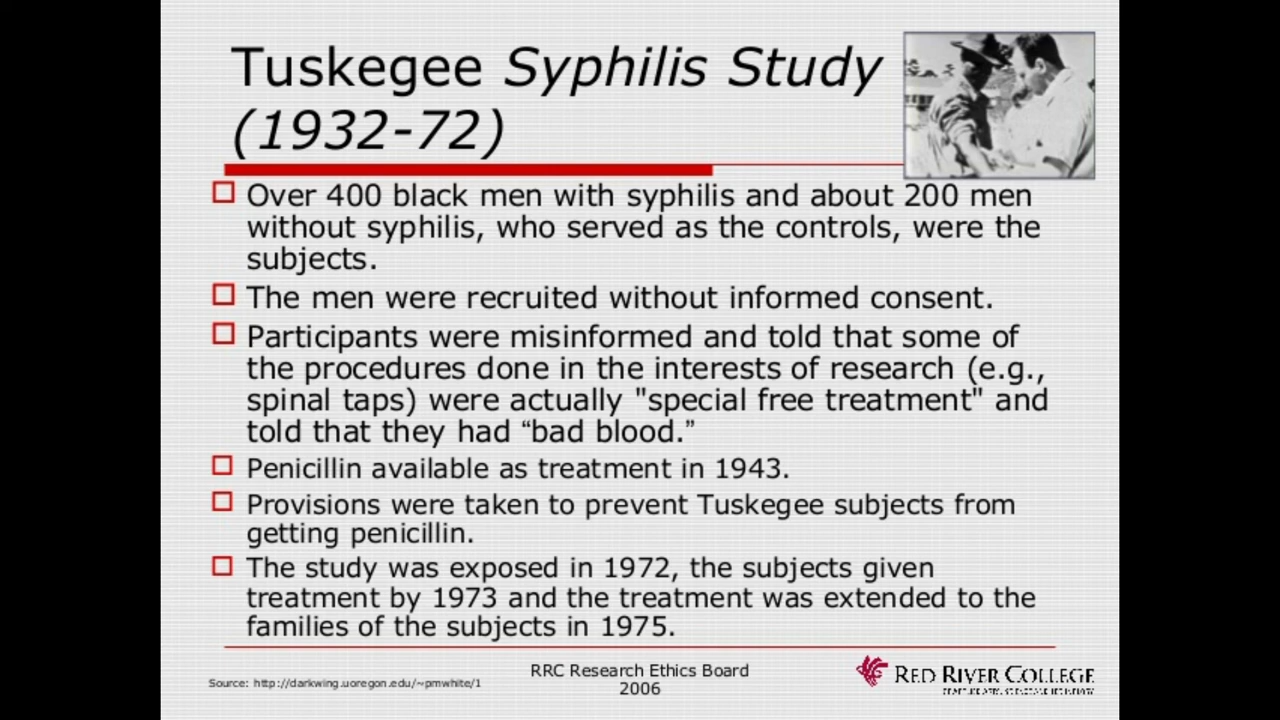 Tuskegee Syphilis Study
(1932-72)
Over 400 black men with syphilis and about 200 men
without syphilis, who served as the controls, were the
subjects.
The men were recruited without informed consent.
Participants were misinformed and told that some of
the procedures done in the interests of research (e.g.,
spinal taps) were actually "special free treatment" and
told that they had “bad blood.”
Penicillin available as treatment in 1943.
Provisions were taken to prevent Tuskegee subjects from
getting penicillin.
The study was exposed in 1972, the subjects given
treatment by 1973 and the treatment was extended to the
families of the subjects in 1975.
Source: http://darkwing.uoregon.edu/~pmwhite/1
RRC Research Ethics Board
2006
RED RIVER COLLEGE